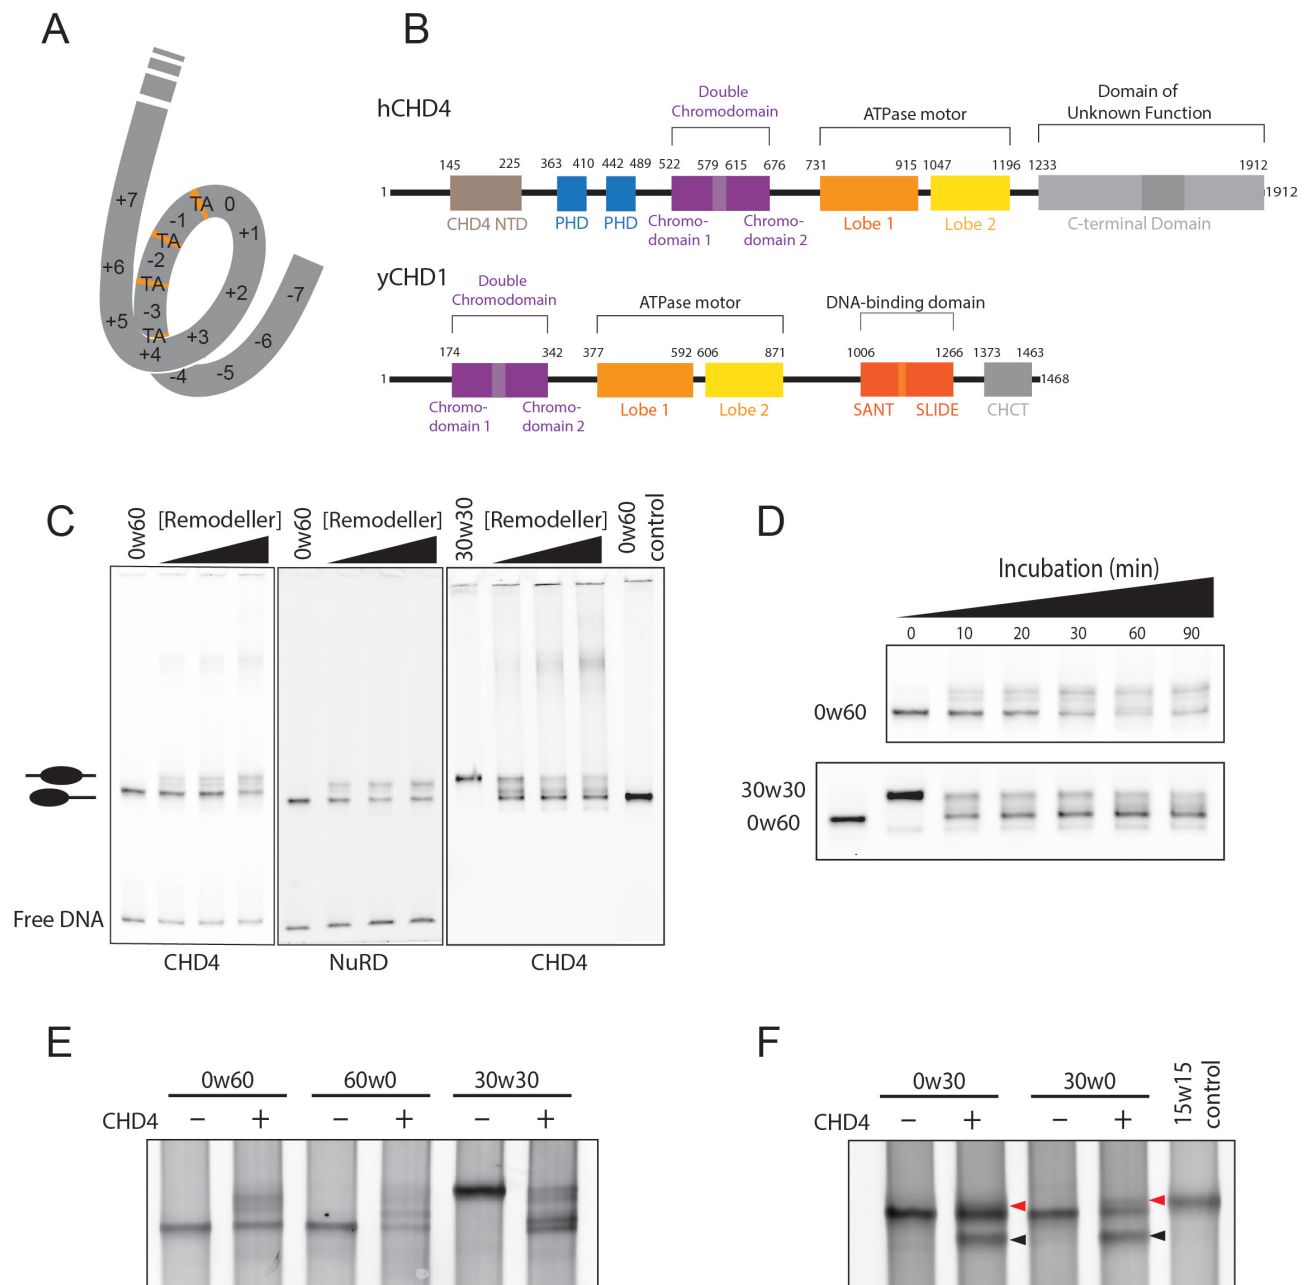 A
TA 0
-1
+1
TA
-2
TA
-3
TA
+7
+6
+5
+4
+3
+2
-7
-6
-5
-4
B
hCHD4
Double
Chromodomain
ATPase motor
Domain of
Unknown Function
145 225 363 410 442 489 522 579 615 676 731 915 1047 1196 1233 1912
1 1912
CHD4 NTD PHD PHD
Chromo-
domain 1
Chromo-
domain 2
Lobe 1 Lobe 2 C-terminal Domain
yCHD1
Double
Chromodomain
ATPase motor
DNA-binding domain
174 342 377 592 606 871 1006 1266 1373 1463
1 1468
Chromo-
domain 1
Chromo-
domain 2
Lobe 1 Lobe 2 SANT SLIDE CHCT
C
0w60 [Remodeller] 0w60 [Remodeller] 30w30 [Remodeller] 0w60
control
Free DNA
CHD4 NuRD CHD4
D
Incubation (min)
0 10 20 30 60 90
0w60
30w30
0w60
E
0w60 60w0 30w30
CHD4 − + − + − +
F
0w30 30w0 15w15
control
CHD4 − + − +